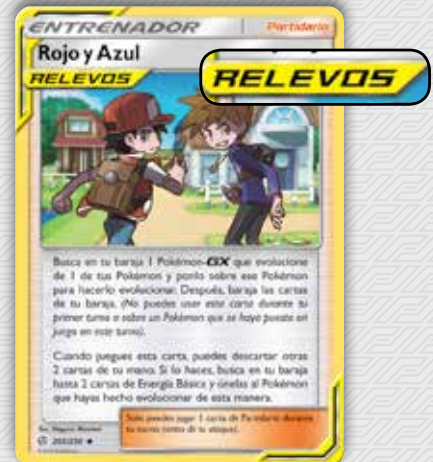 ENTRENADOR Partidario
Rojo y Azul
RELEVOS
RELEVOS
Busca en tu baraja 1 Pokémon-GX que evolucione
de 1 de tus Pokémon y ponlo sobre ese Pokémon
para hacerlo evolucionar. Después, baraja las cartas
de tu baraja. (No puedes usar esta carta durante tu
primer turno o sobre un Pokémon que se haya puesto en
juego en este turno).
Cuando juegues esta carta, puedes descartar otras
2 cartas de tu mano. Si lo haces, busca en tu baraja
hasta 2 cartas de Energía Básica y únelas al Pokémon
que hayas hecho evolucionar de esta manera.
Solo puedes jugar 1 carta de Partidario durante
tu turno (antes de tu ataque).